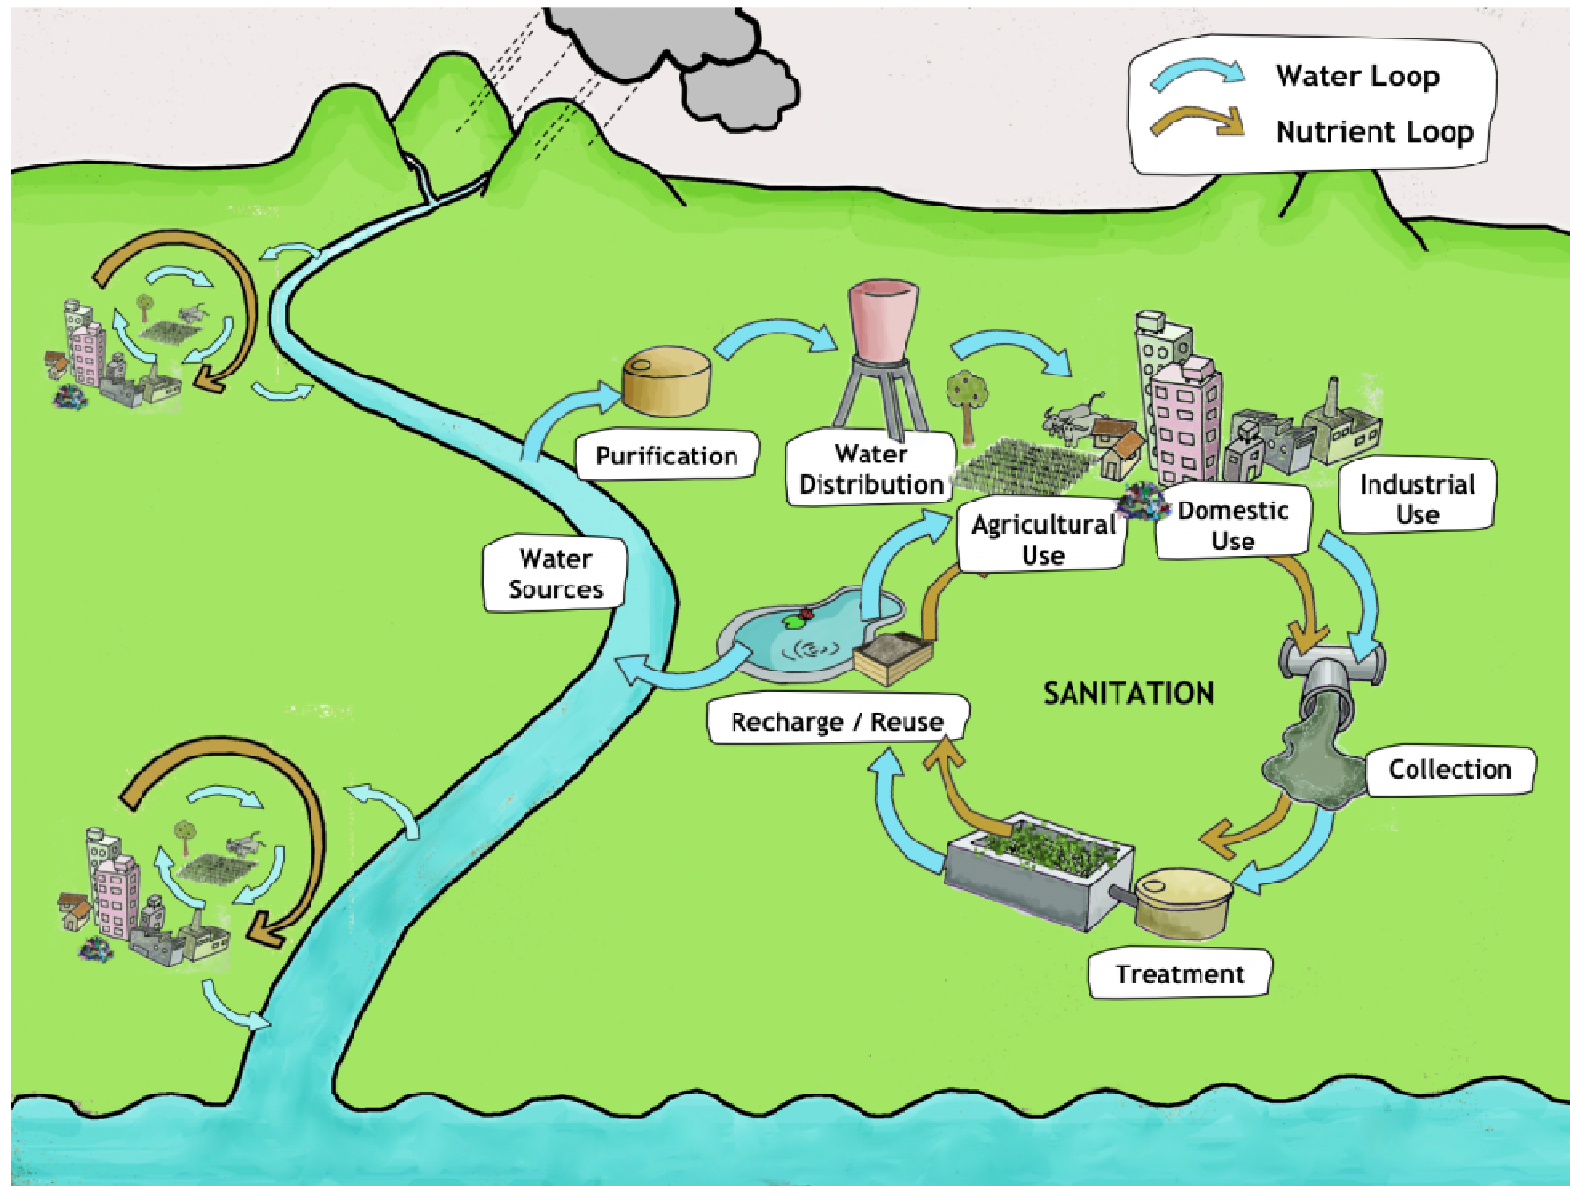 Water Loop
Nutrient Loop
Purification
Water
Distribution
Agricultural
Use
Domestic
Use
Industrial
Use
Water
Sources
Recharge / Reuse
SANITATION
Collection
Treatment